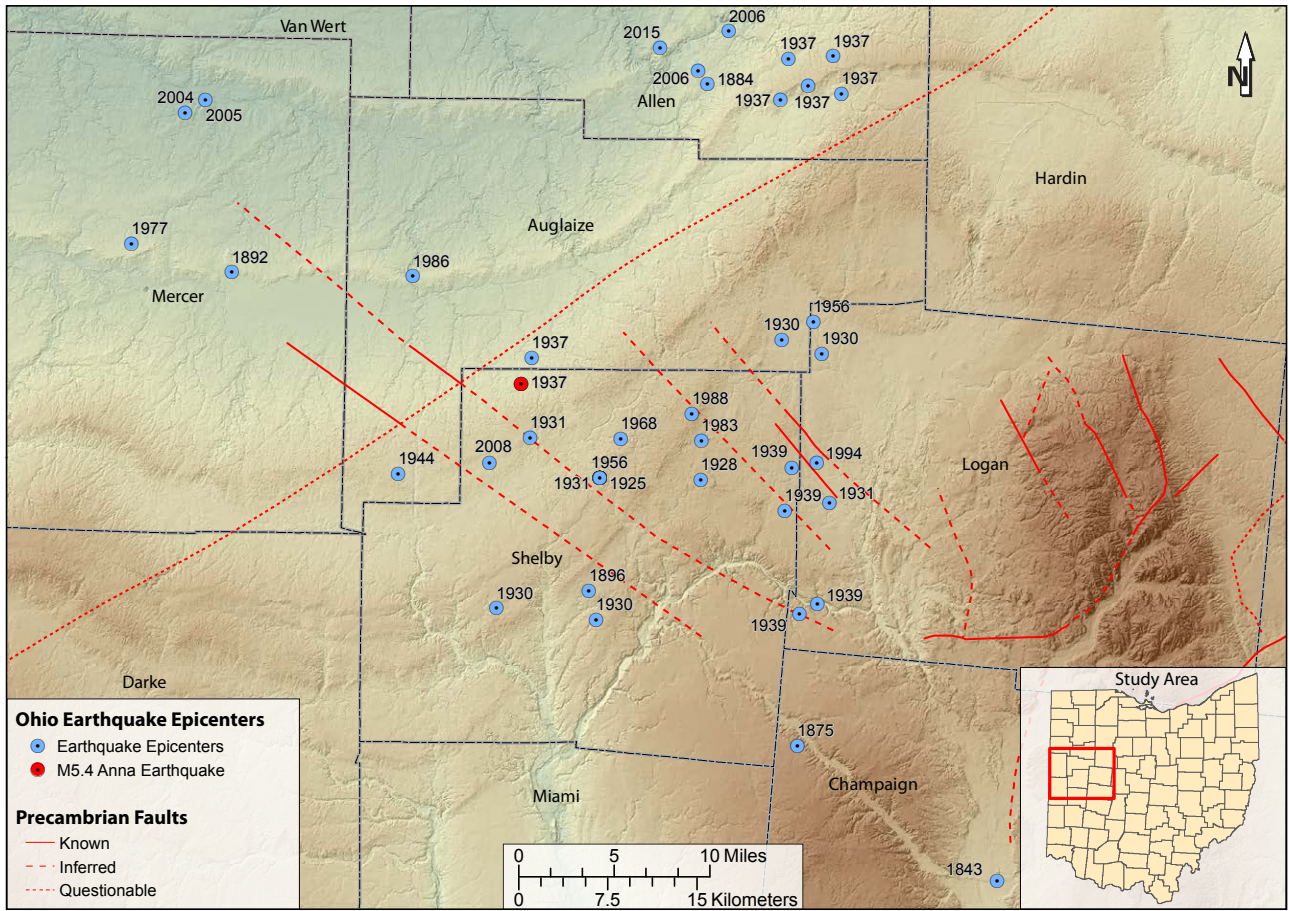 Van Wert
2006
2015
1937
1937
2006
1884
1937
Allen
1937
1937
2004
2005
N
Hardin
Auglaize
1977
1892
1986
Mercer
1956
1930
1930
1937
1937
1988
1931
1968
1983
2008
1944
1956
1931
1925
1928
1939
1994
Logan
1939
1931
Shelby
1896
1930
1930
1939
1939
Darke
Study Area
Ohio Earthquake Epicenters
Earthquake Epicenters
M5.4 Anna Earthquake
Precambrian Faults
Known
Inferred
Questionable
1875
Champaign
Miami
0 5 10 Miles
0 7.5 15 Kilometers
1843